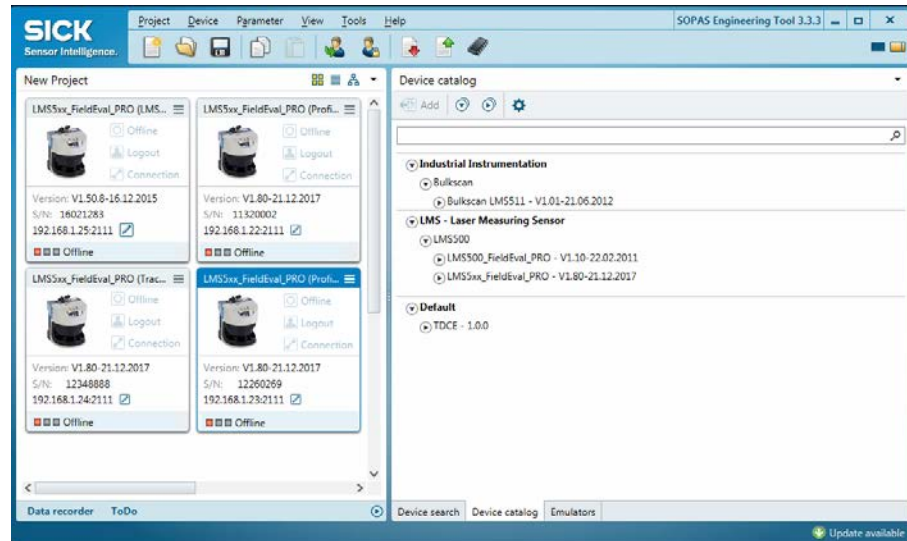 SICK
Sensor Intelligence.
Project Device Parameter View Tools Help
SOPAS Engineering Tool 3.3.3
New Project
LMS5xx_FieldEval_PRO (LMS...
Offline
Logout
Connection
Version: V1.50.8-16.12.2015
S/N: 16021283
192.168.1.25:2111
Offline
LMS5xx_FieldEval_PRO (Profi...
Offline
Logout
Connection
Version: V1.80-21.12.2017
S/N: 11320002
192.168.1.22:2111
Offline
LMS5xx_FieldEval_PRO (Trac...
Offline
Logout
Connection
Version: V1.80-21.12.2017
S/N: 12348888
192.168.1.24:2111
Offline
LMS5xx_FieldEval_PRO (Profi...
Offline
Logout
Connection
Version: V1.80-21.12.2017
S/N: 12260269
192.168.1.23:2111
Offline
Data recorder ToDo
Device catalog
Add
Industrial Instrumentation
Bulkscan
Bulkscan LMS511 - V1.01-21.06.2012
LMS - Laser Measuring Sensor
LMS500
LMS500_FieldEval_PRO - V1.10-22.02.2011
LMS5xx_FieldEval_PRO - V1.80-21.12.2017
Default
TDCE - 1.0.0
Device search Device catalog Emulators
Update available